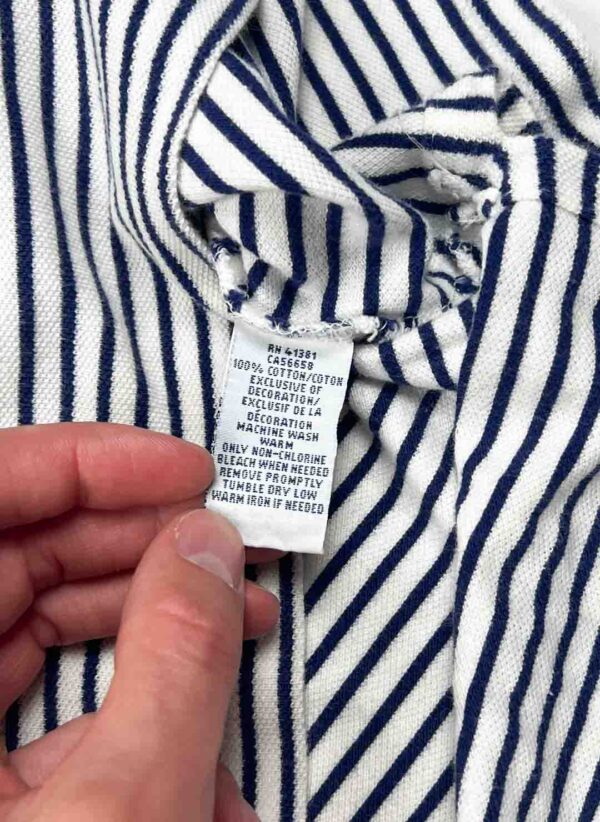 RN 41381
CA56658
100% COTTON/COTON
EXCLUSIVE OF
DECORATION/
EXCLUSIF DE LA
DÉCORATION
MACHINE WASH
WARM
ONLY NON-CHLORINE
BLEACH WHEN NEEDED
REMOVE PROMPTLY
TUMBLE DRY LOW
WARM IRON IF NEEDED